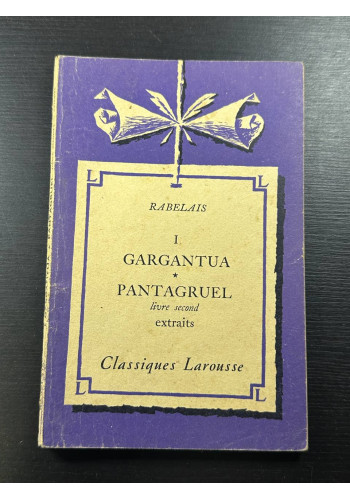 L L
RABELAIS
I
GARGANTUA
*
PANTAGRUEL
livre second
extraits
Classiques Larousse
L L